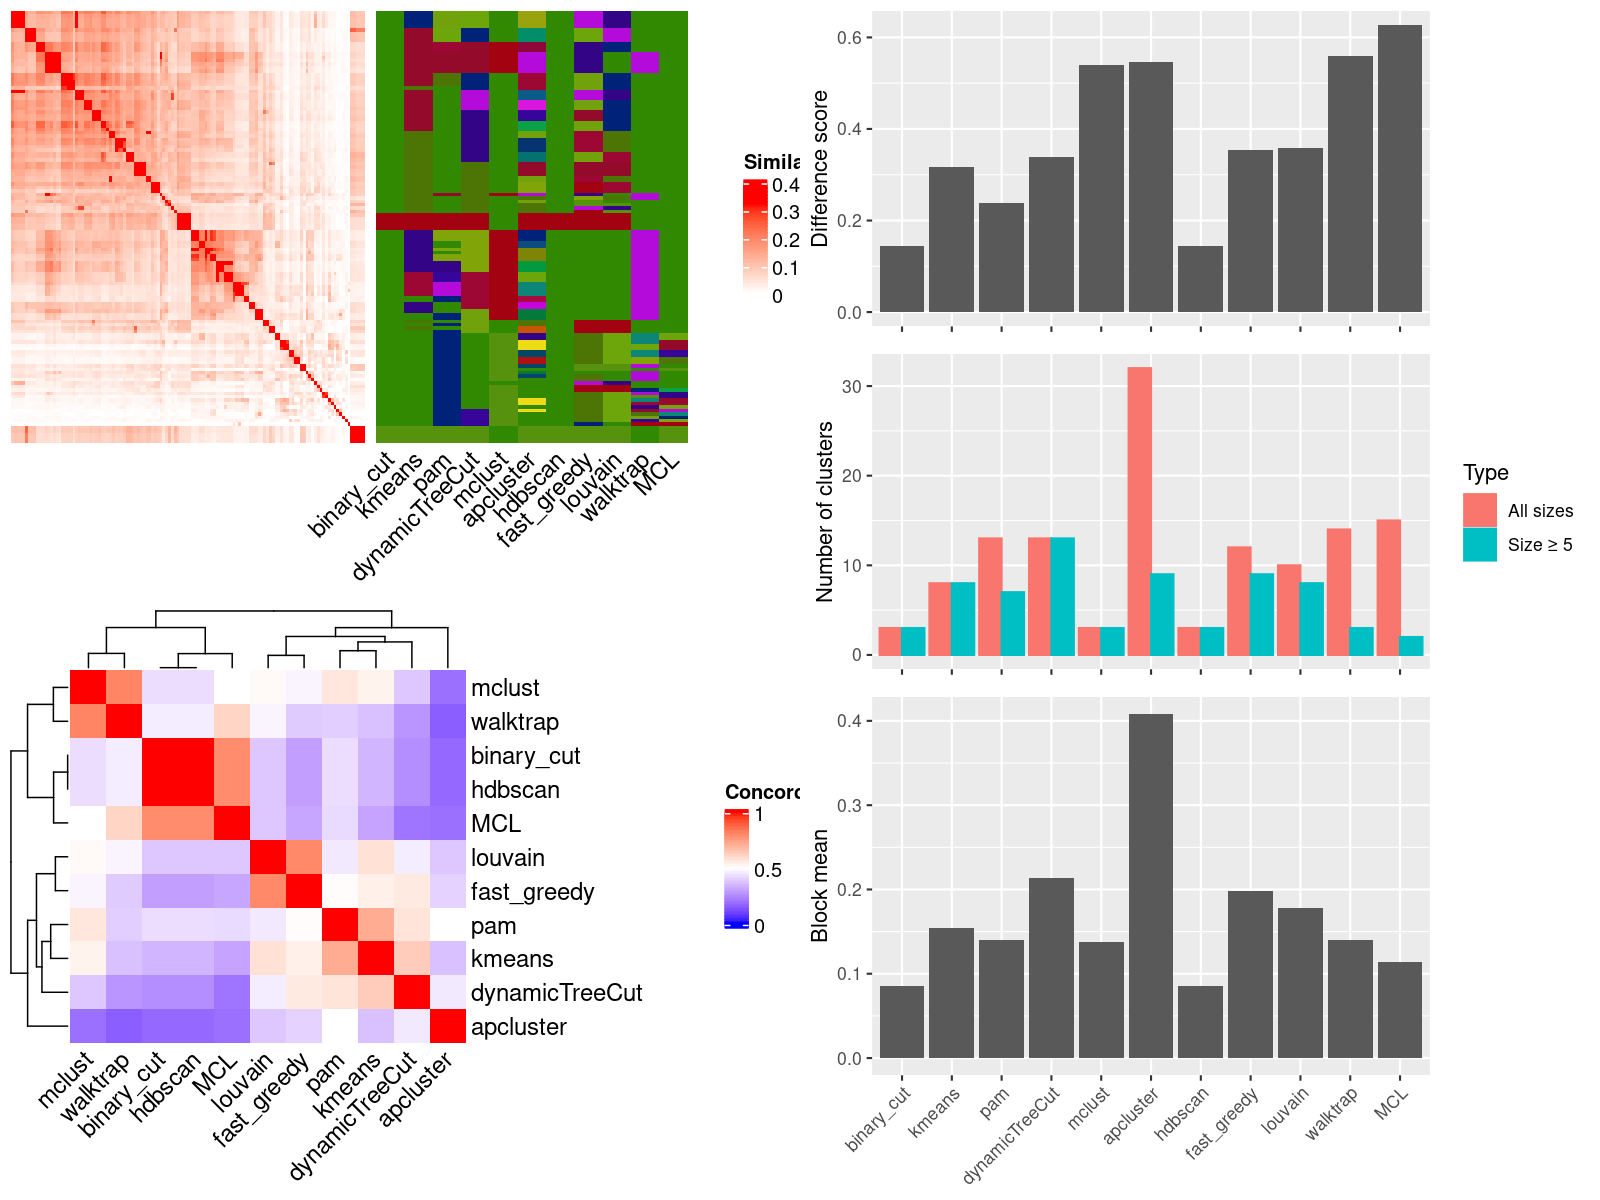 Simila
0.4
0.3
0.2
0.1
0
binary_cut
kmeans
pam
dynamicTreeCut
mclust
apcluster
hdbscan
fast_greedy
louvain
walktrap
MCL
mclust
walktrap
binary_cut
hdbscan
MCL
louvain
fast_greedy
pam
kmeans
dynamicTreeCut
apcluster
Concord
1
0.5
0
mclust
walktrap
binary_cut
hdbscan
MCL
louvain
fast_greedy
pam
kmeans
dynamicTreeCut
apcluster
Difference score
0.6
0.4
0.2
0.0
Number of clusters
30
20
10
0
Type
All sizes
Size ≥ 5
Block mean
0.4
0.3
0.2
0.1
0.0
binary_cut
kmeans
pam
dynamicTreeCut
mclust
apcluster
hdbscan
fast_greedy
louvain
walktrap
MCL